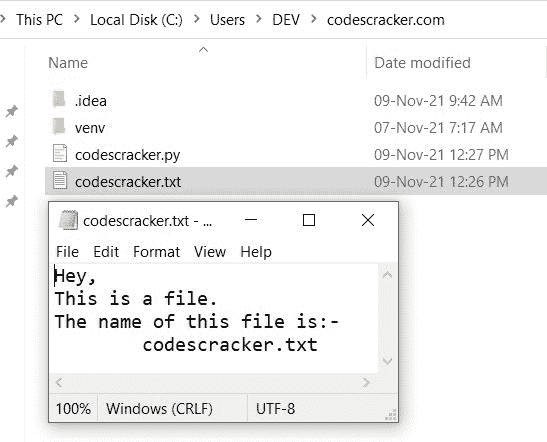 This PC > Local Disk (C:) > Users > DEV > codescracker.com
Name Date modified
.idea 09-Nov-21 9:42 AM
venv 07-Nov-21 7:17 AM
codescracker.py 09-Nov-21 12:27 PM
codescracker.txt 09-Nov-21 12:26 PM
codescracker.txt - ...
File Edit Format View Help
Hey,
This is a file.
The name of this file is:-
codescracker.txt
100% Windows (CRLF) UTF-8